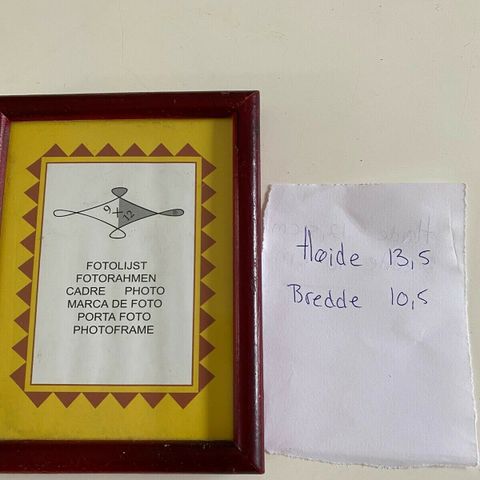 9x12
FOTOLIJST
FOTORAHMEN
CADRE PHOTO
MARCA DE FOTO
PORTA FOTO
PHOTOFRAME
Høide 13,5
Bredde 10,5